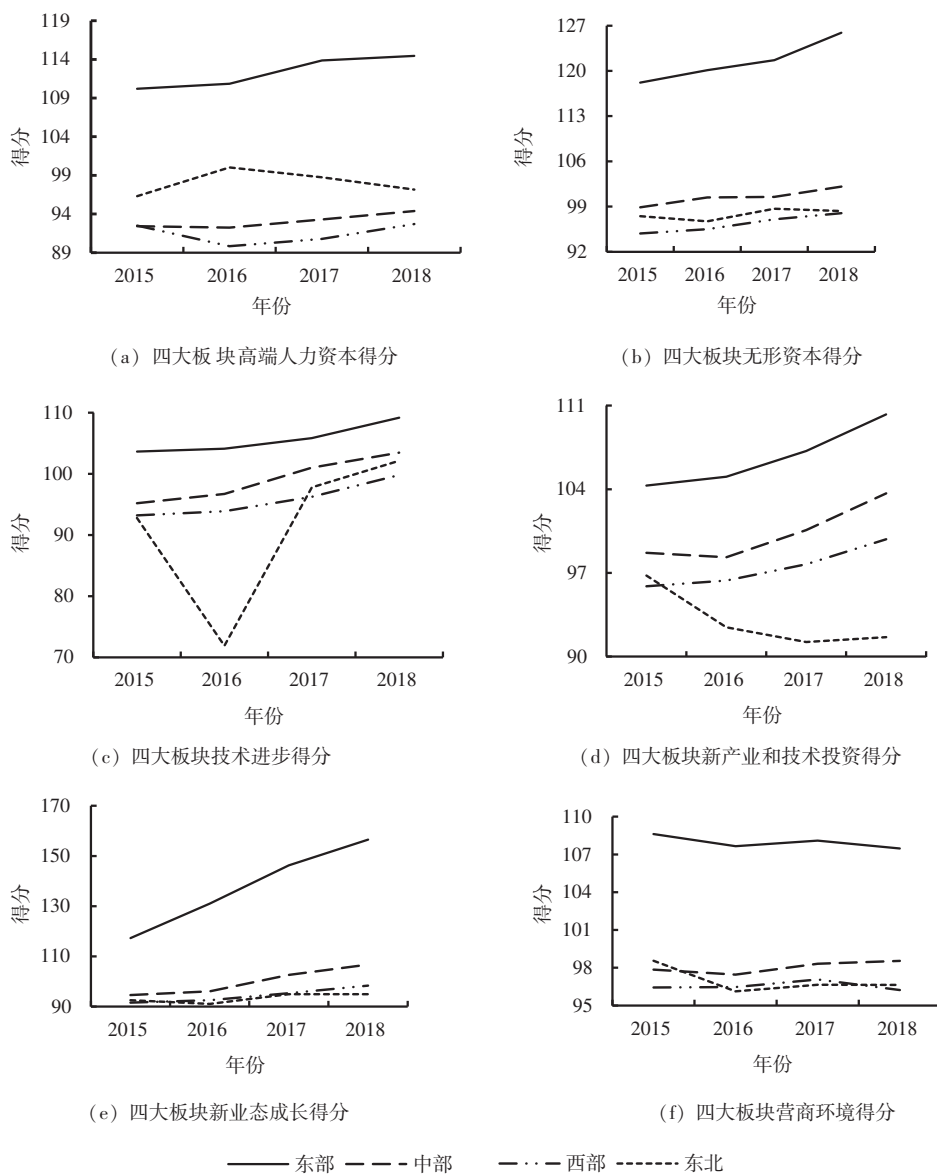 119
114
109
104
99
94
89
得分
2015 2016 2017 2018
年份
(a) 四大板 块高端人力资本得分
127
120
113
106
99
92
得分
2015 2016 2017 2018
年份
(b) 四大板块无形资本得分
110
100
90
80
70
得分
2015 2016 2017 2018
年份
(c) 四大板块技术进步得分
111
104
97
90
得分
2015 2016 2017 2018
年份
(d) 四大板块新产业和技术投资得分
170
150
130
110
90
得分
2015 2016 2017 2018
年份
(e) 四大板块新业态成长得分
110
107
104
101
98
95
得分
2015 2016 2017 2018
年份
(f) 四大板块营商环境得分
东部 中部 西部 东北